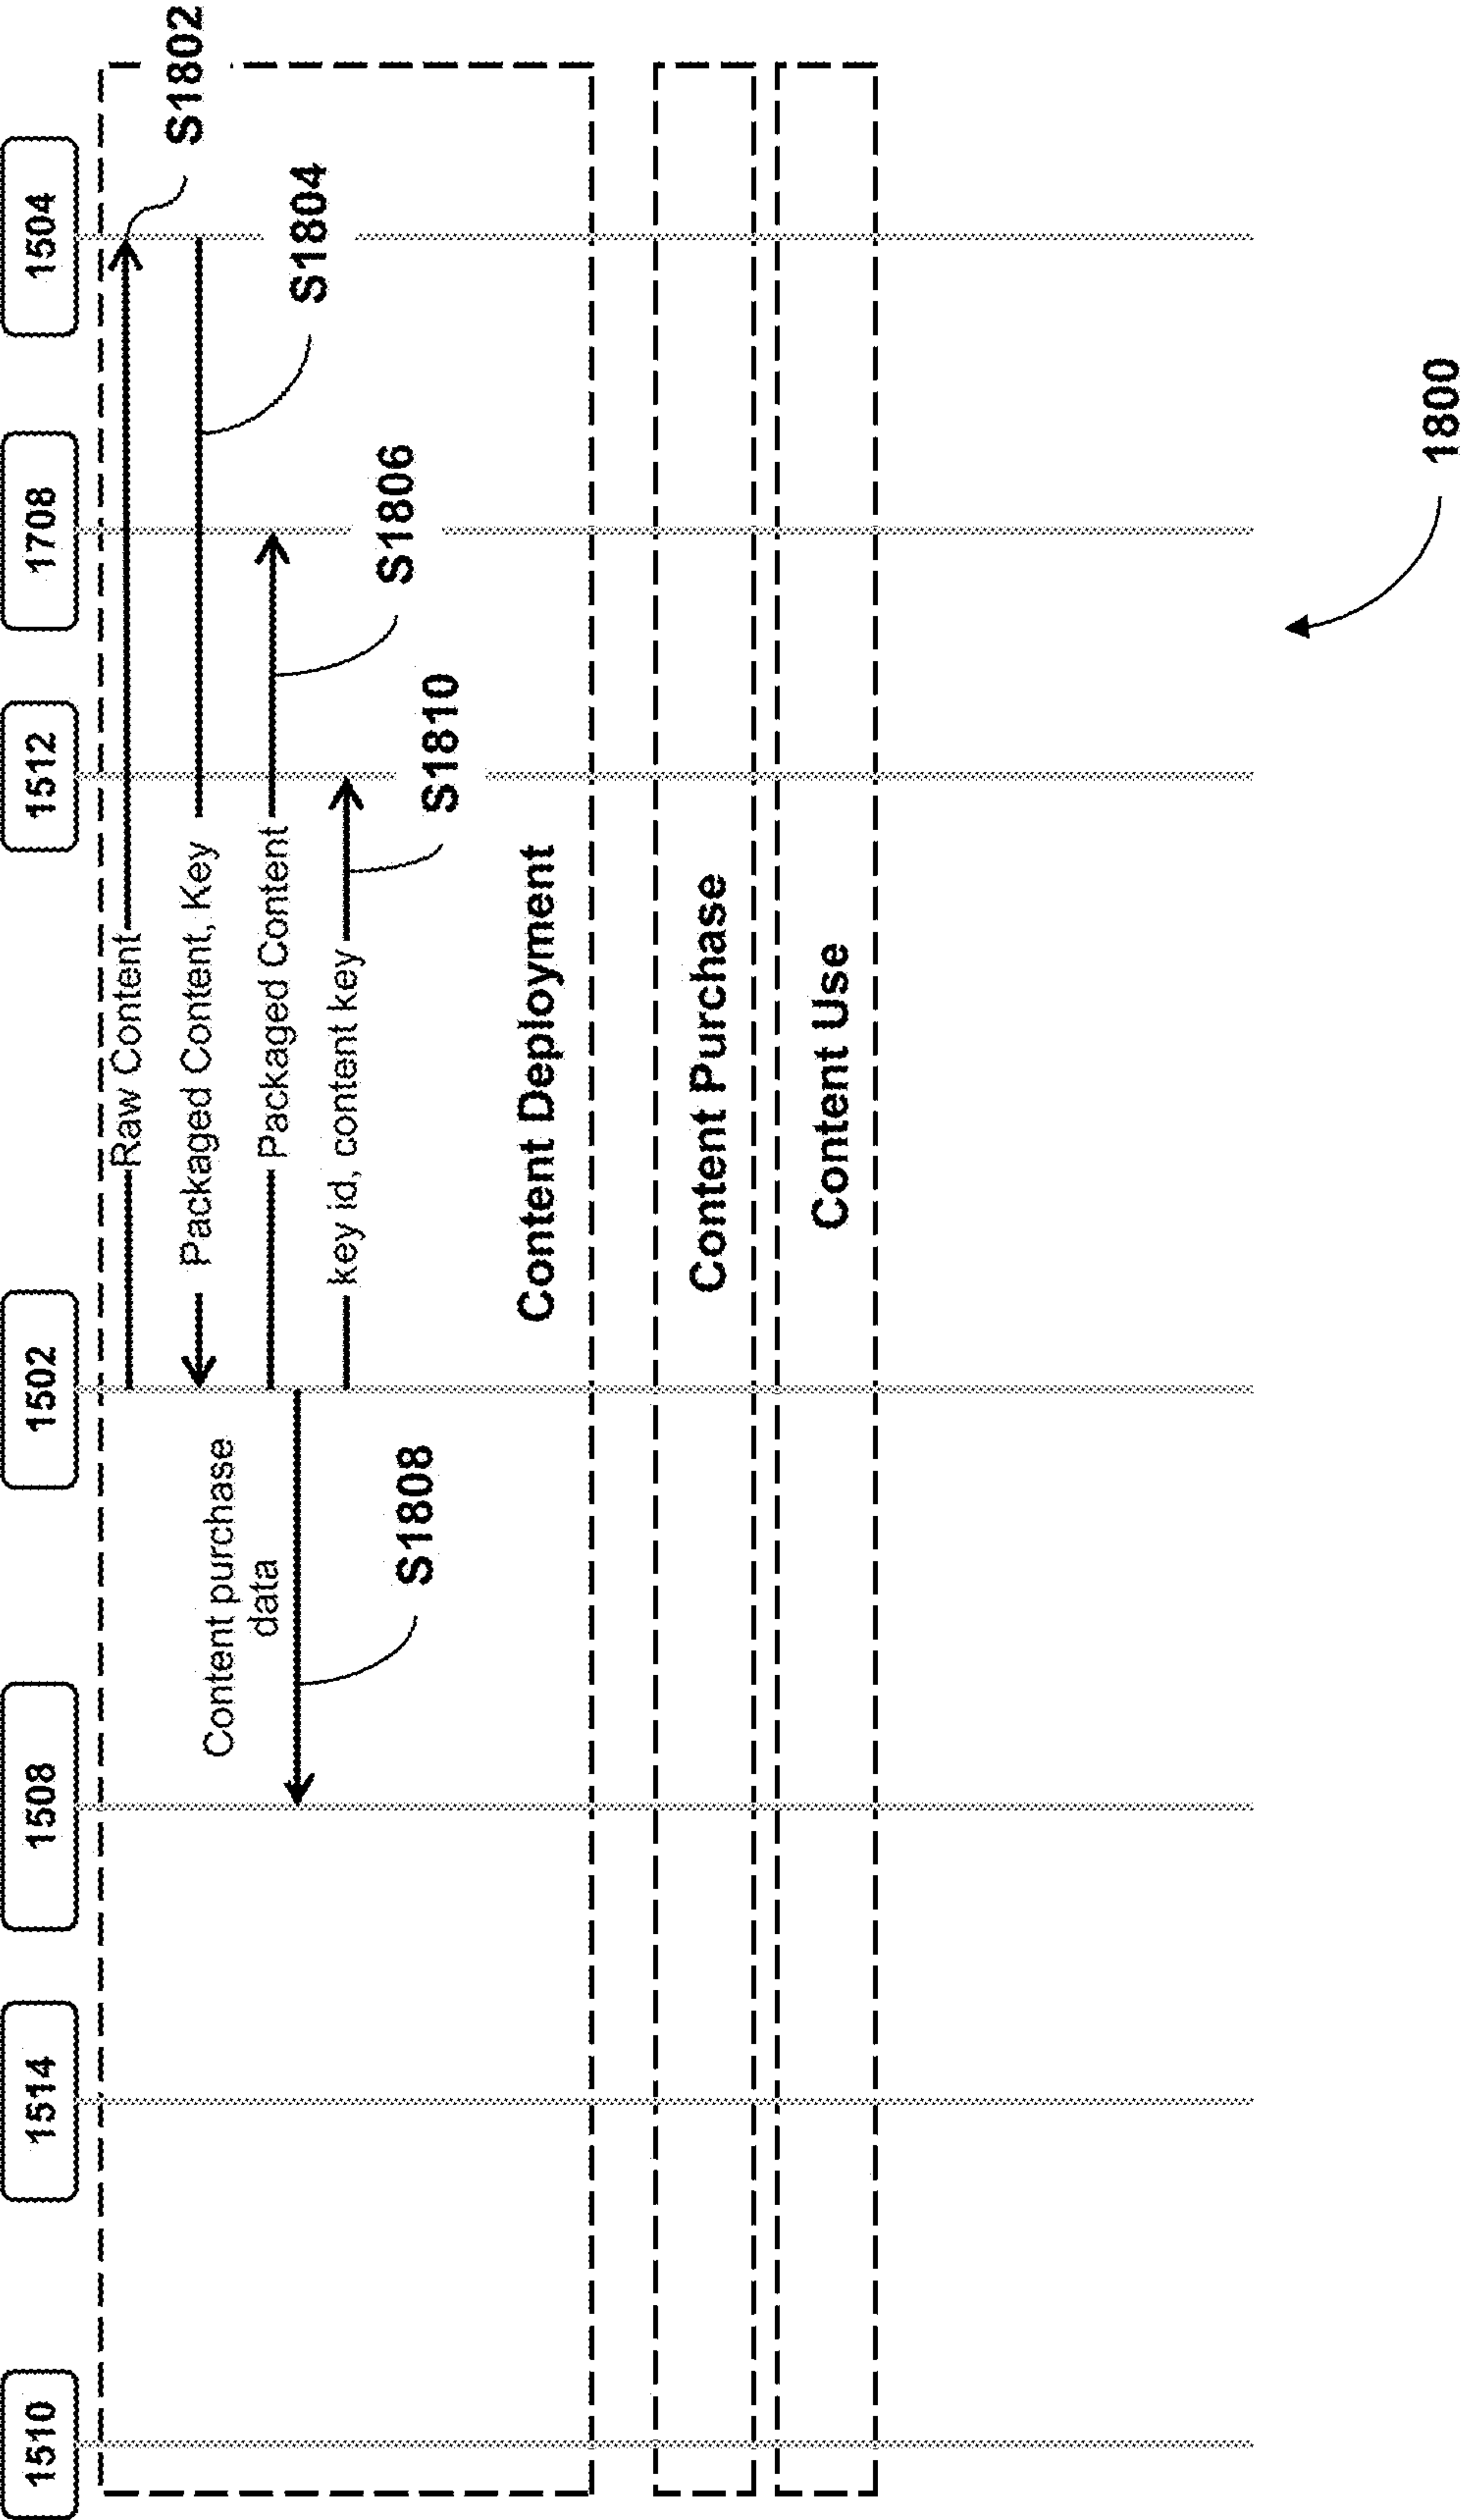 1510
1514
1508
1502
1512
1708
1504
Raw Content
S1802
Packaged Content, Key
S1804
Content purchase
data
Packaged Content
S1806
key id, content key
S1808
S1810
Content Deployment
Content Purchase
Content Use
1800